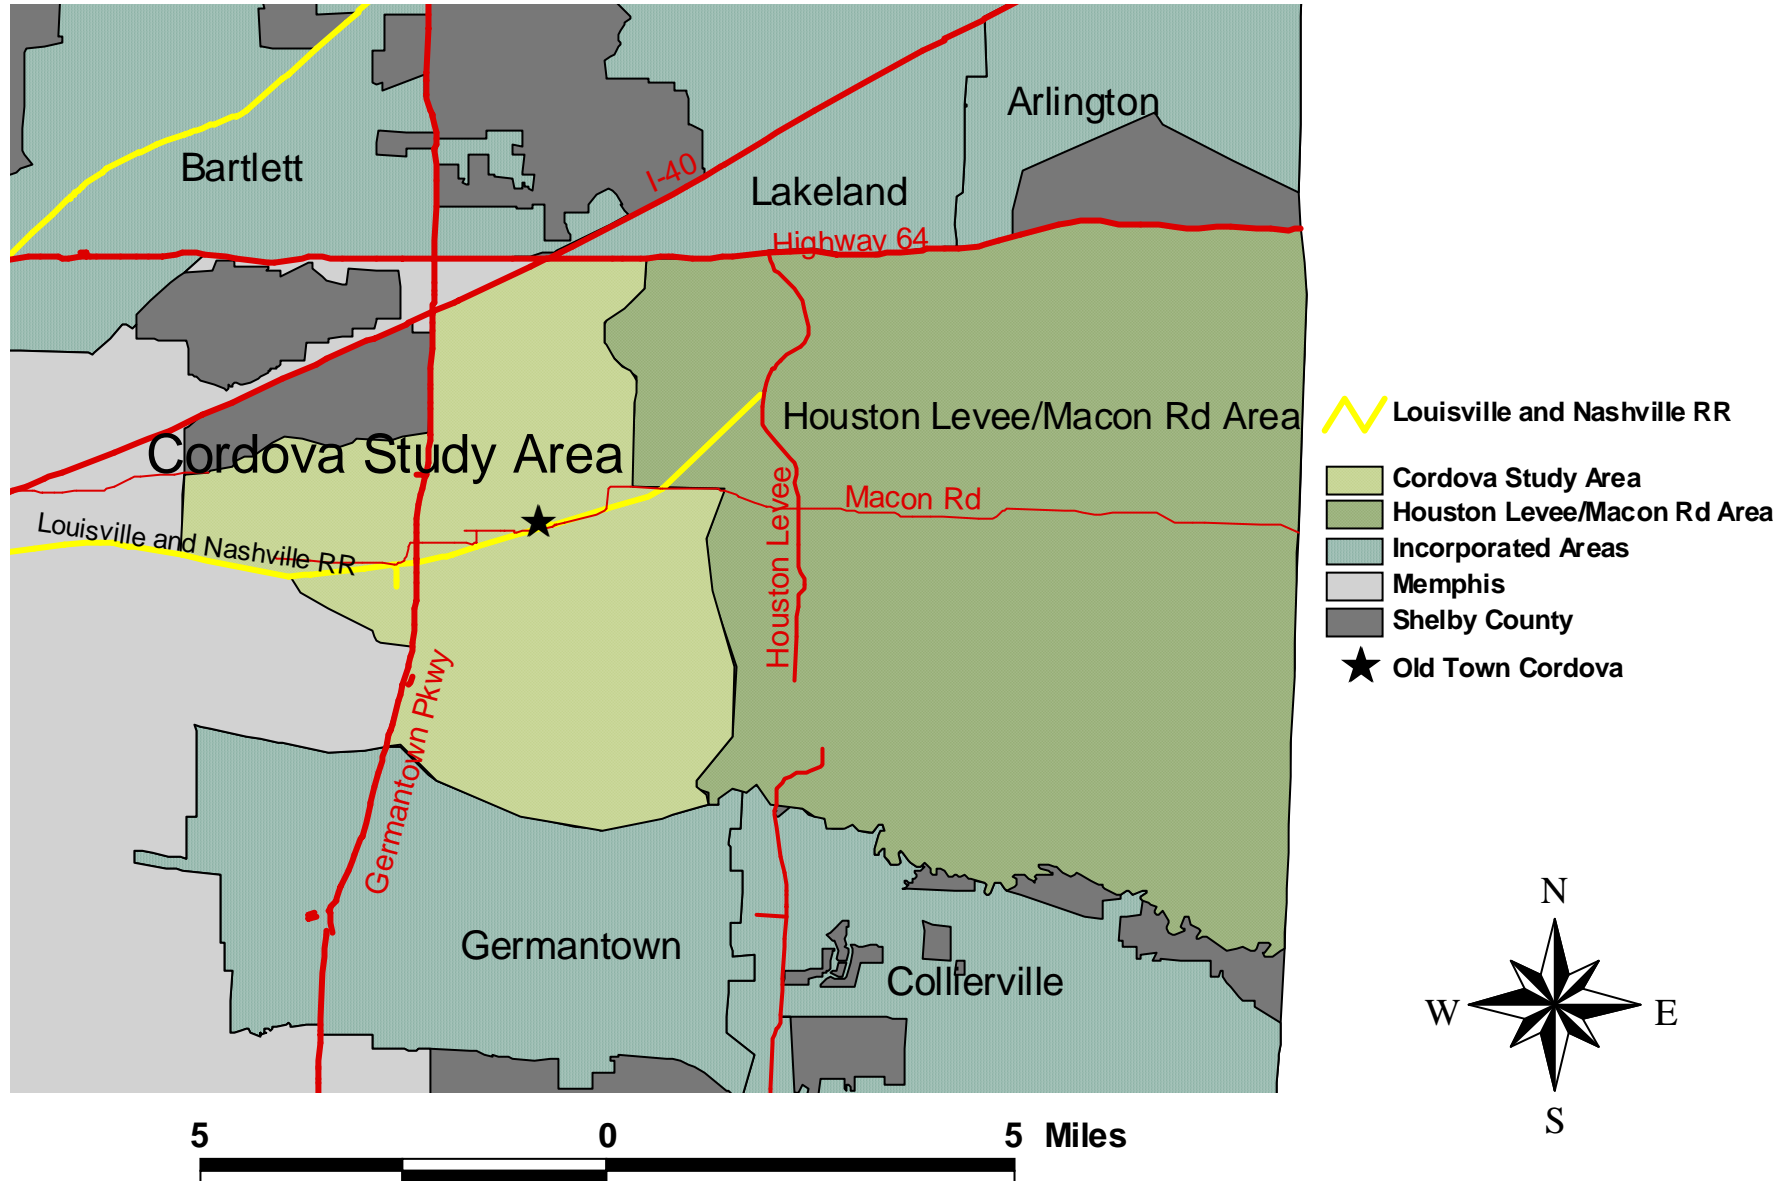 Arlington
Bartlett
I-40
Lakeland
Highway 64
Houston Levee/Macon Rd Area
Cordova Study Area
Macon Rd
Louisville and Nashville RR
Houston Levee
Germantown Pkwy
Germantown
Collierville
Louisville and Nashville RR
Cordova Study Area
Houston Levee/Macon Rd Area
Incorporated Areas
Memphis
Shelby County
Old Town Cordova
N
W E
S
5 0 5 Miles